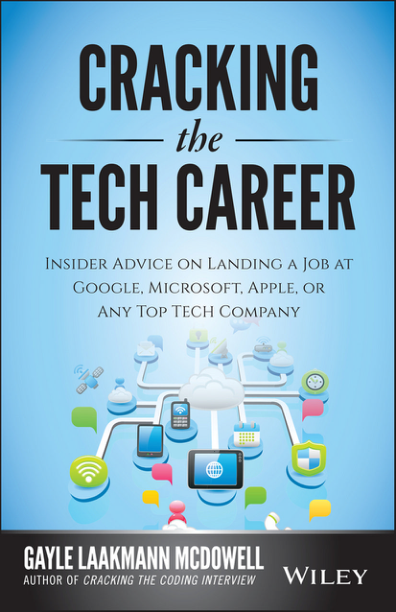 CRACKING
the
TECH CAREER
INSIDER ADVICE ON LANDING A JOB AT
GOOGLE, MICROSOFT, APPLE, OR
ANY TOP TECH COMPANY
GAYLE LAAKMANN MCDOWELL
AUTHOR OF CRACKING THE CODING INTERVIEW
WILEY